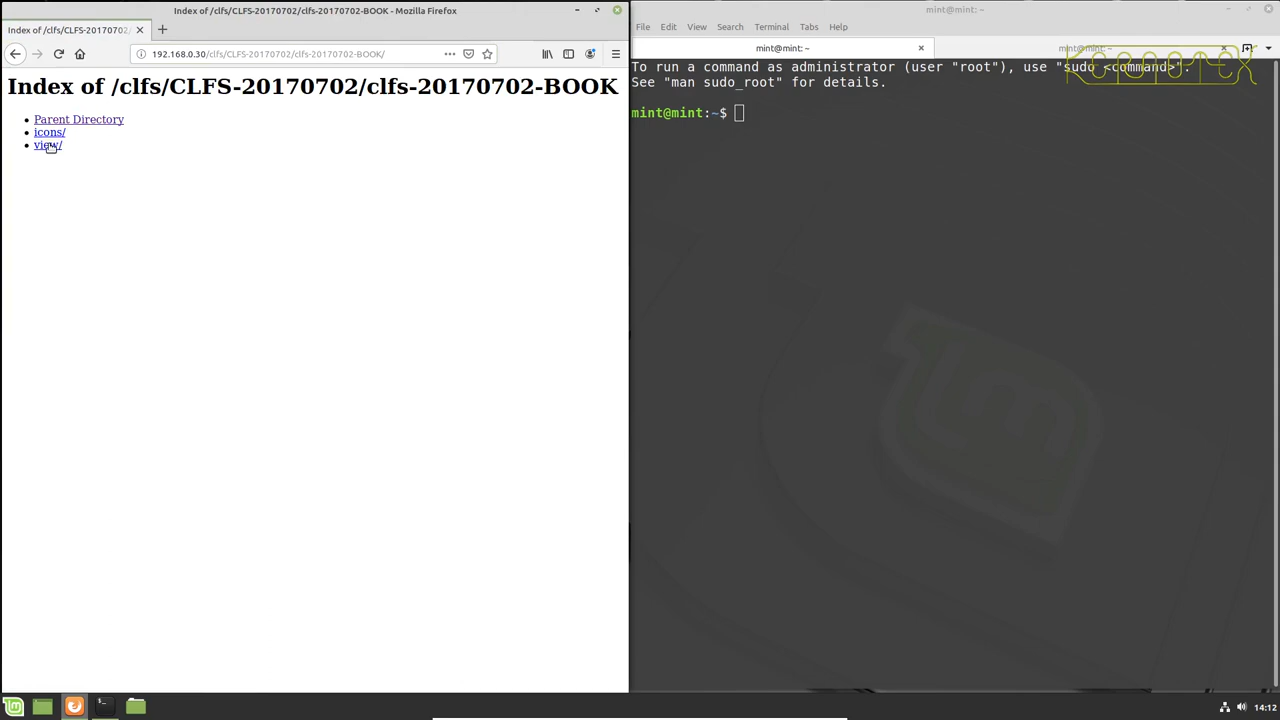 Index of /clfs/CLFS-20170702/clfs-20170702-BOOK - Mozilla Firefox
Index of /clfs/CLFS-20170702/
192.168.0.30/clfs/CLFS-20170702/clfs-20170702-BOOK/
Index of /clfs/CLFS-20170702/clfs-20170702-BOOK
Parent Directory
icons/
view/
mint@mint: ~
File Edit View Search Terminal Tabs Help
mint@mint: ~
mint@mint: ~
To run a command as administrator (user "root"), use "sudo <command>".
See "man sudo_root" for details.
mint@mint:~$
14:12